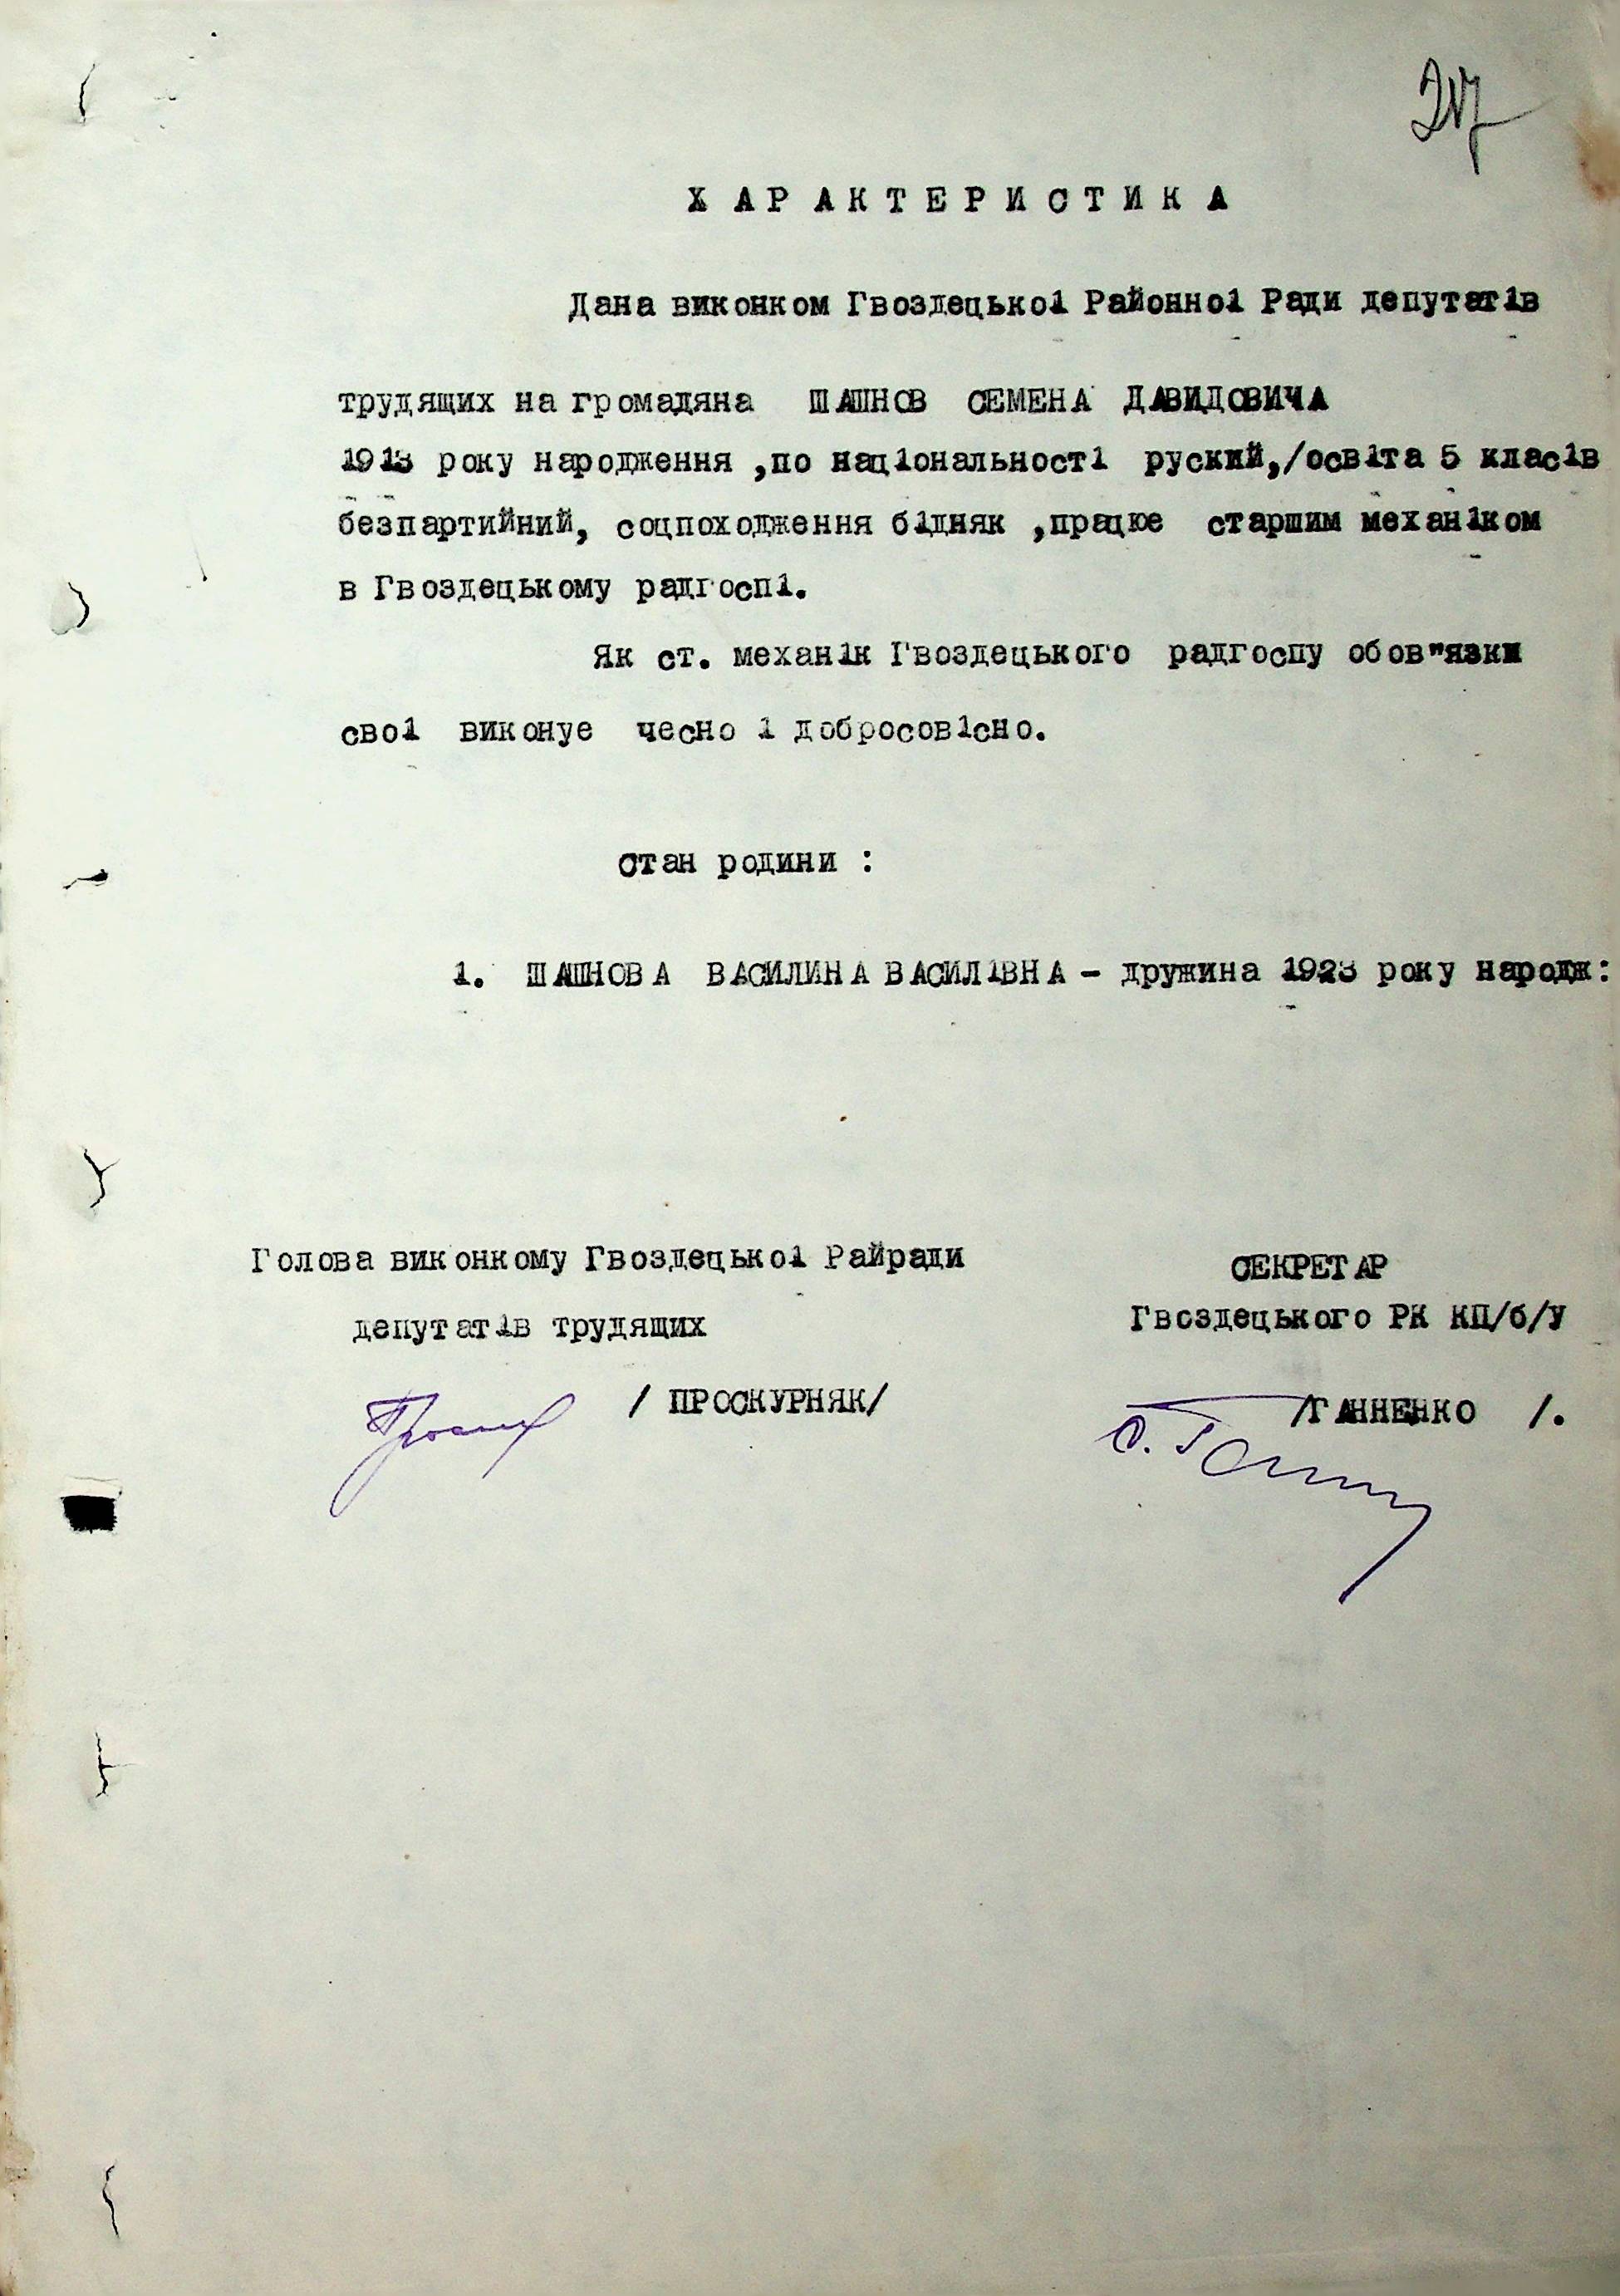 217
ХАРАКТЕРИСТИКА
Дана виконком Гвоздецької Районної Ради депутатів
трудящих на громадяна ШАШНОВ СЕМЕНА ДАВИДОВИЧА
1913 року народження ,по національності руский,/освіта 5 класів
безпартийний, соцпоходження бідняк ,працює старшим механіком
в Гвоздецькому радгоспі.
Як ст. механік Гвоздецького радгоспу обов"язки
свої виконує чесно і добросовісно.
Стан родини :
1. ШАШНОВА ВАСИЛИНА ВАСИЛІВНА - дружина 1923 року народж:
Голова виконкому Гвоздецької Райради
депутатів трудящих
/ ПРОСКУРНЯК/
СЕКРЕТАР
Гвоздецького РК КП/б/У
/ГАННЕНКО /.